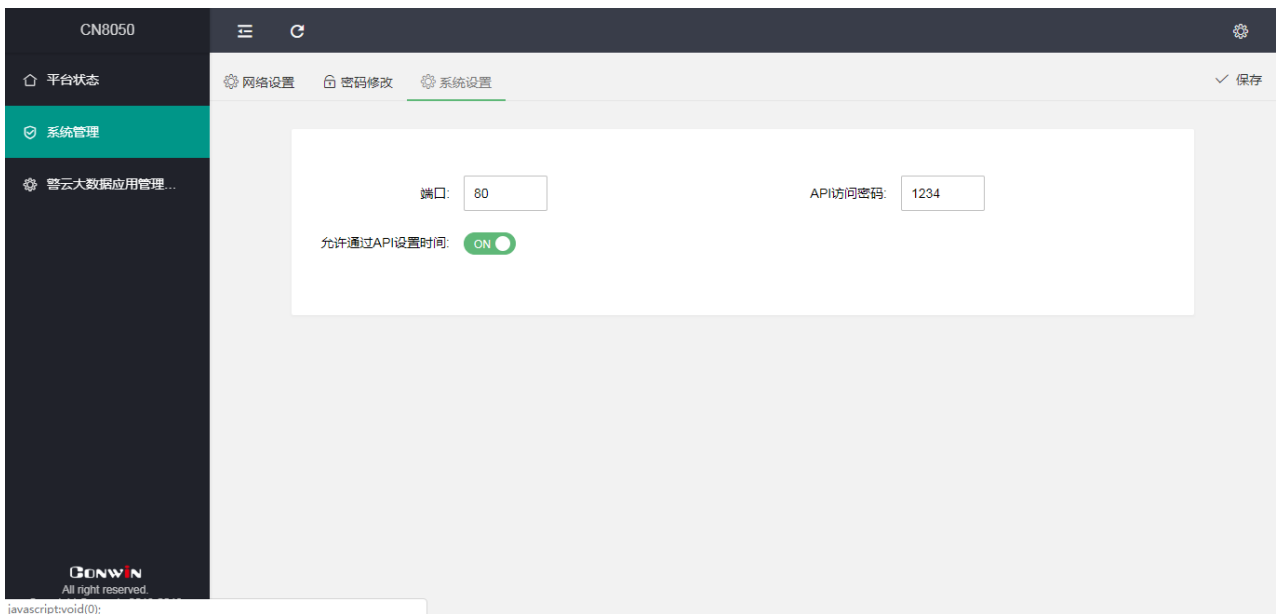 CN8050
平台状态
系统管理
警云大数据应用管理...
网络设置 密码修改 系统设置 保存
端口: 80 API访问密码: 1234
允许通过API设置时间: ON
CONWIN
All right reserved.
javascript:void(0);